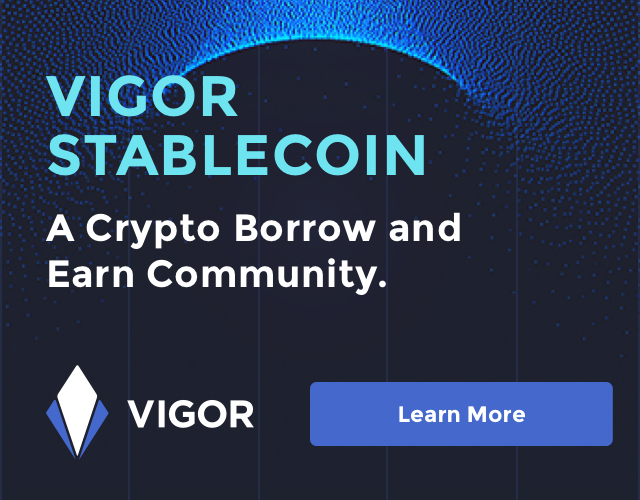 VIGOR
STABLECOIN
A Crypto Borrow and
Earn Community.
VIGOR
Learn More